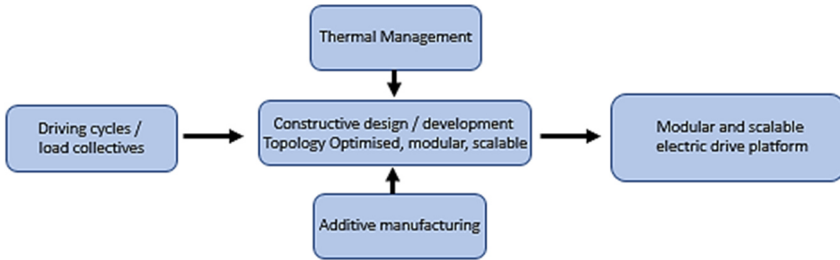 Thermal Management
Driving cycles /
load collectives
Constructive design / development
Topology Optimised, modular, scalable
Modular and scalable
electric drive platform
Additive manufacturing